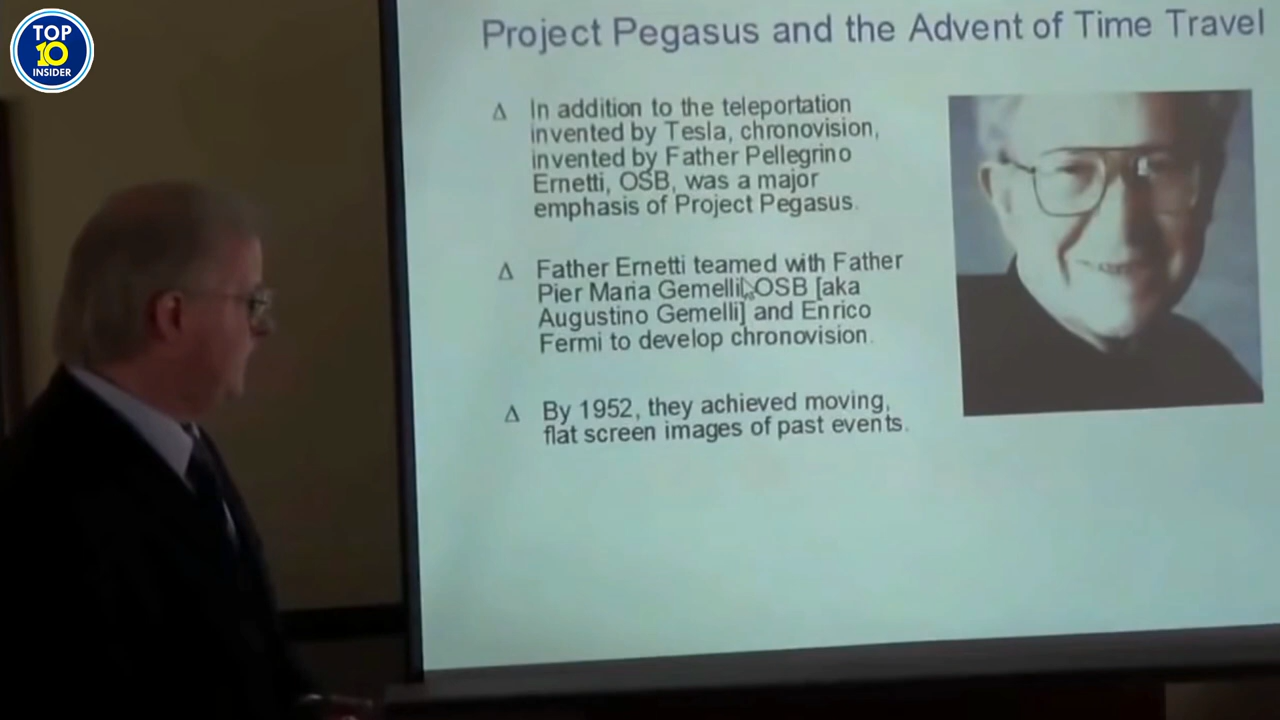 TOP
10
INSIDER
Project Pegasus and the Advent of Time Travel
Δ In addition to the teleportation
invented by Tesla, chronovision,
invented by Father Pellegrino
Ernetti, OSB, was a major
emphasis of Project Pegasus.
Δ Father Ernetti teamed with Father
Pier Maria Gemelli, OSB [aka
Augustino Gemelli] and Enrico
Fermi to develop chronovision.
Δ By 1952, they achieved moving,
flat screen images of past events.